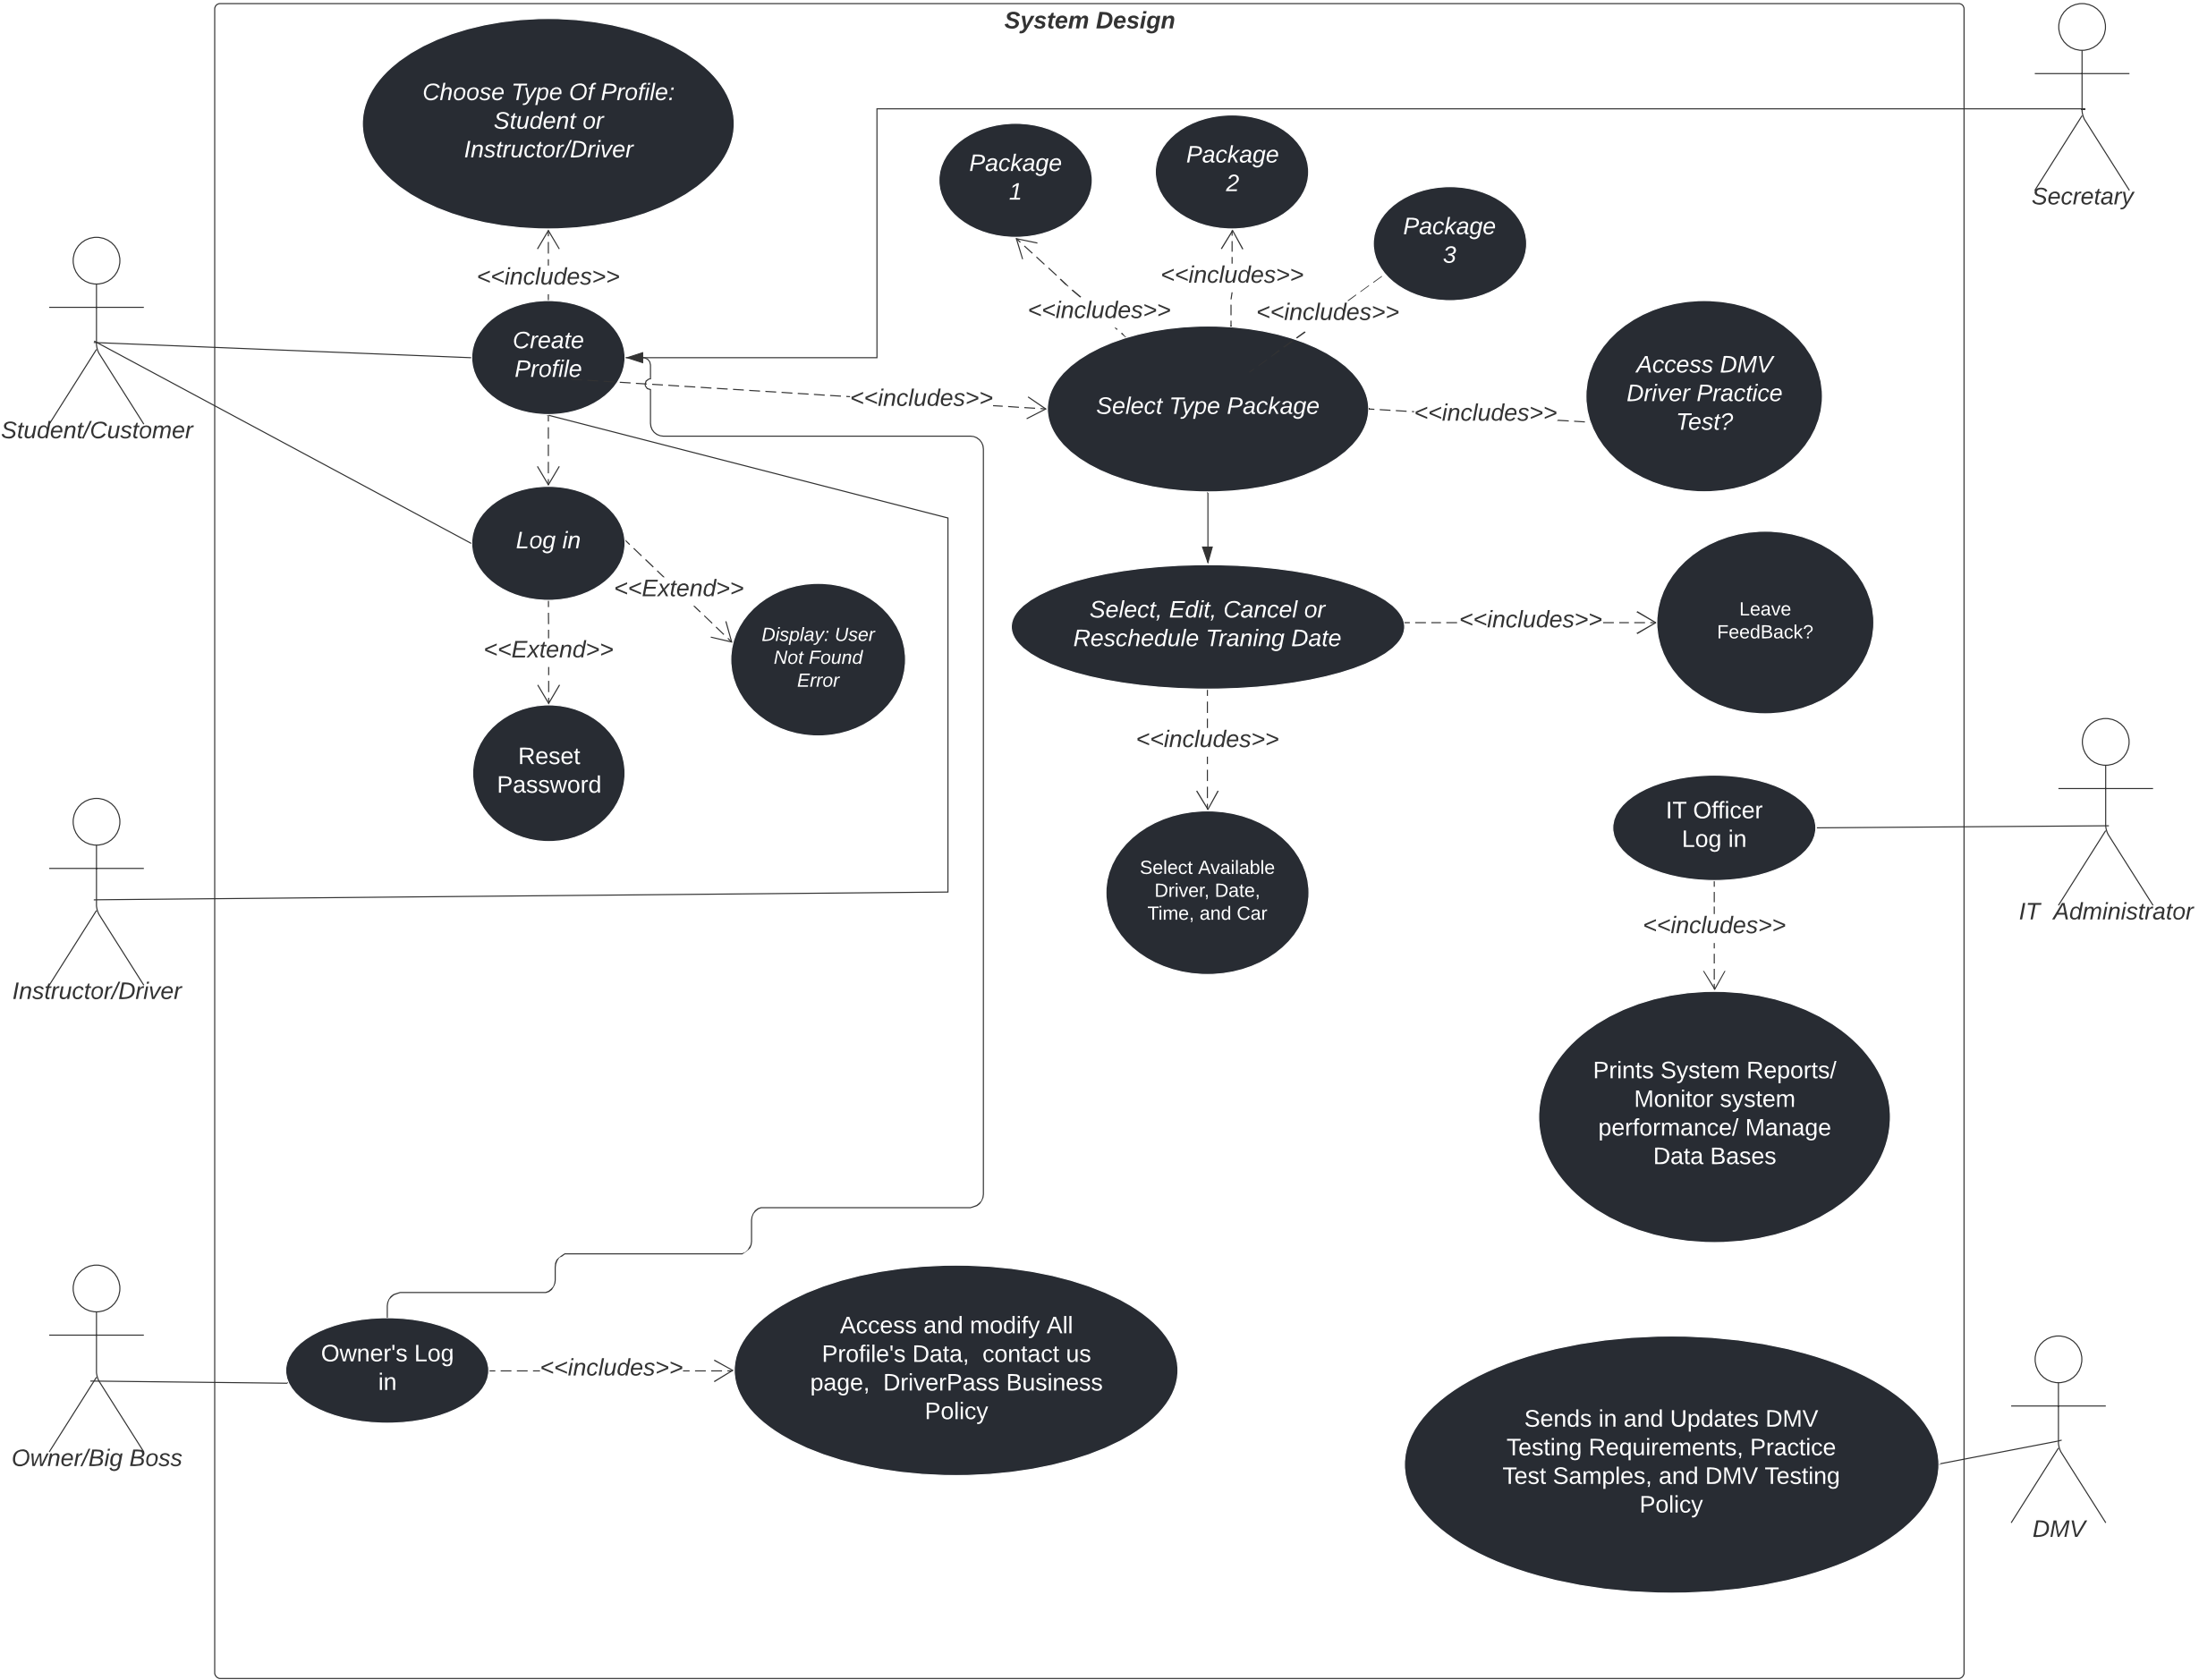 System Design
Choose Type Of Profile:
Student or
Instructor/Driver
Package
1
Package
2
Package
3
Secretary
<<includes>>
<<includes>>
<<includes>>
<<includes>>
Create
Profile
Student/Customer
<<includes>>
Select Type Package
<<includes>>
Access DMV
Driver Practice
Test?
Log in
<<Extend>>
<<Extend>>
Display: User
Not Found
Error
Reset
Password
Select, Edit, Cancel or
Reschedule Traning Date
<<includes>>
Leave
FeedBack?
<<includes>>
Select Available
Driver, Date,
Time, and Car
IT Officer
Log in
IT  Administrator
<<includes>>
Instructor/Driver
Prints System Reports/
Monitor system
performance/ Manage
Data Bases
Owner's Log
in
<<includes>>
Access and modify All
Profile's Data,  contact us
page,  DriverPass Business
Policy
Owner/Big Boss
Sends in and Updates DMV
Testing Requirements, Practice
Test Samples, and DMV Testing
Policy
DMV